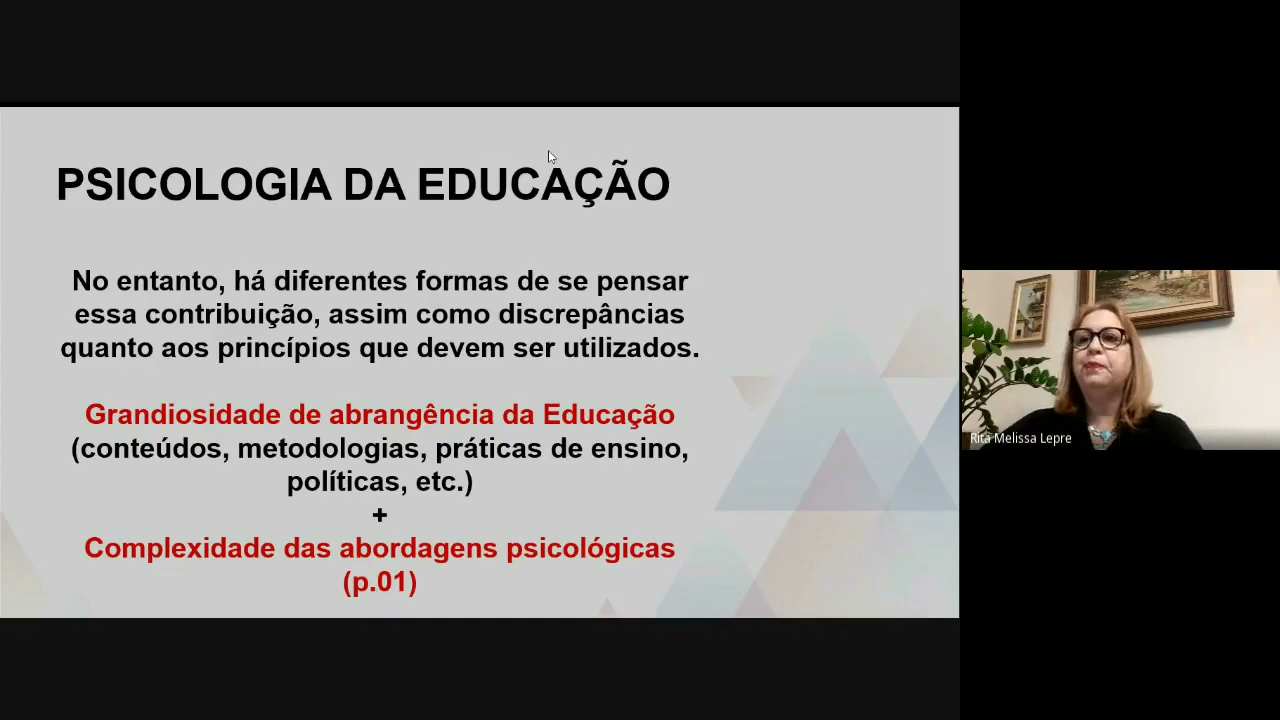 PSICOLOGIA DA EDUCAÇÃO
No entanto, há diferentes formas de se pensar
essa contribuição, assim como discrepâncias
quanto aos princípios que devem ser utilizados.
Grandiosidade de abrangência da Educação
(conteúdos, metodologias, práticas de ensino,
políticas, etc.)
+
Complexidade das abordagens psicológicas
(p.01)
Rita Melissa Lepre